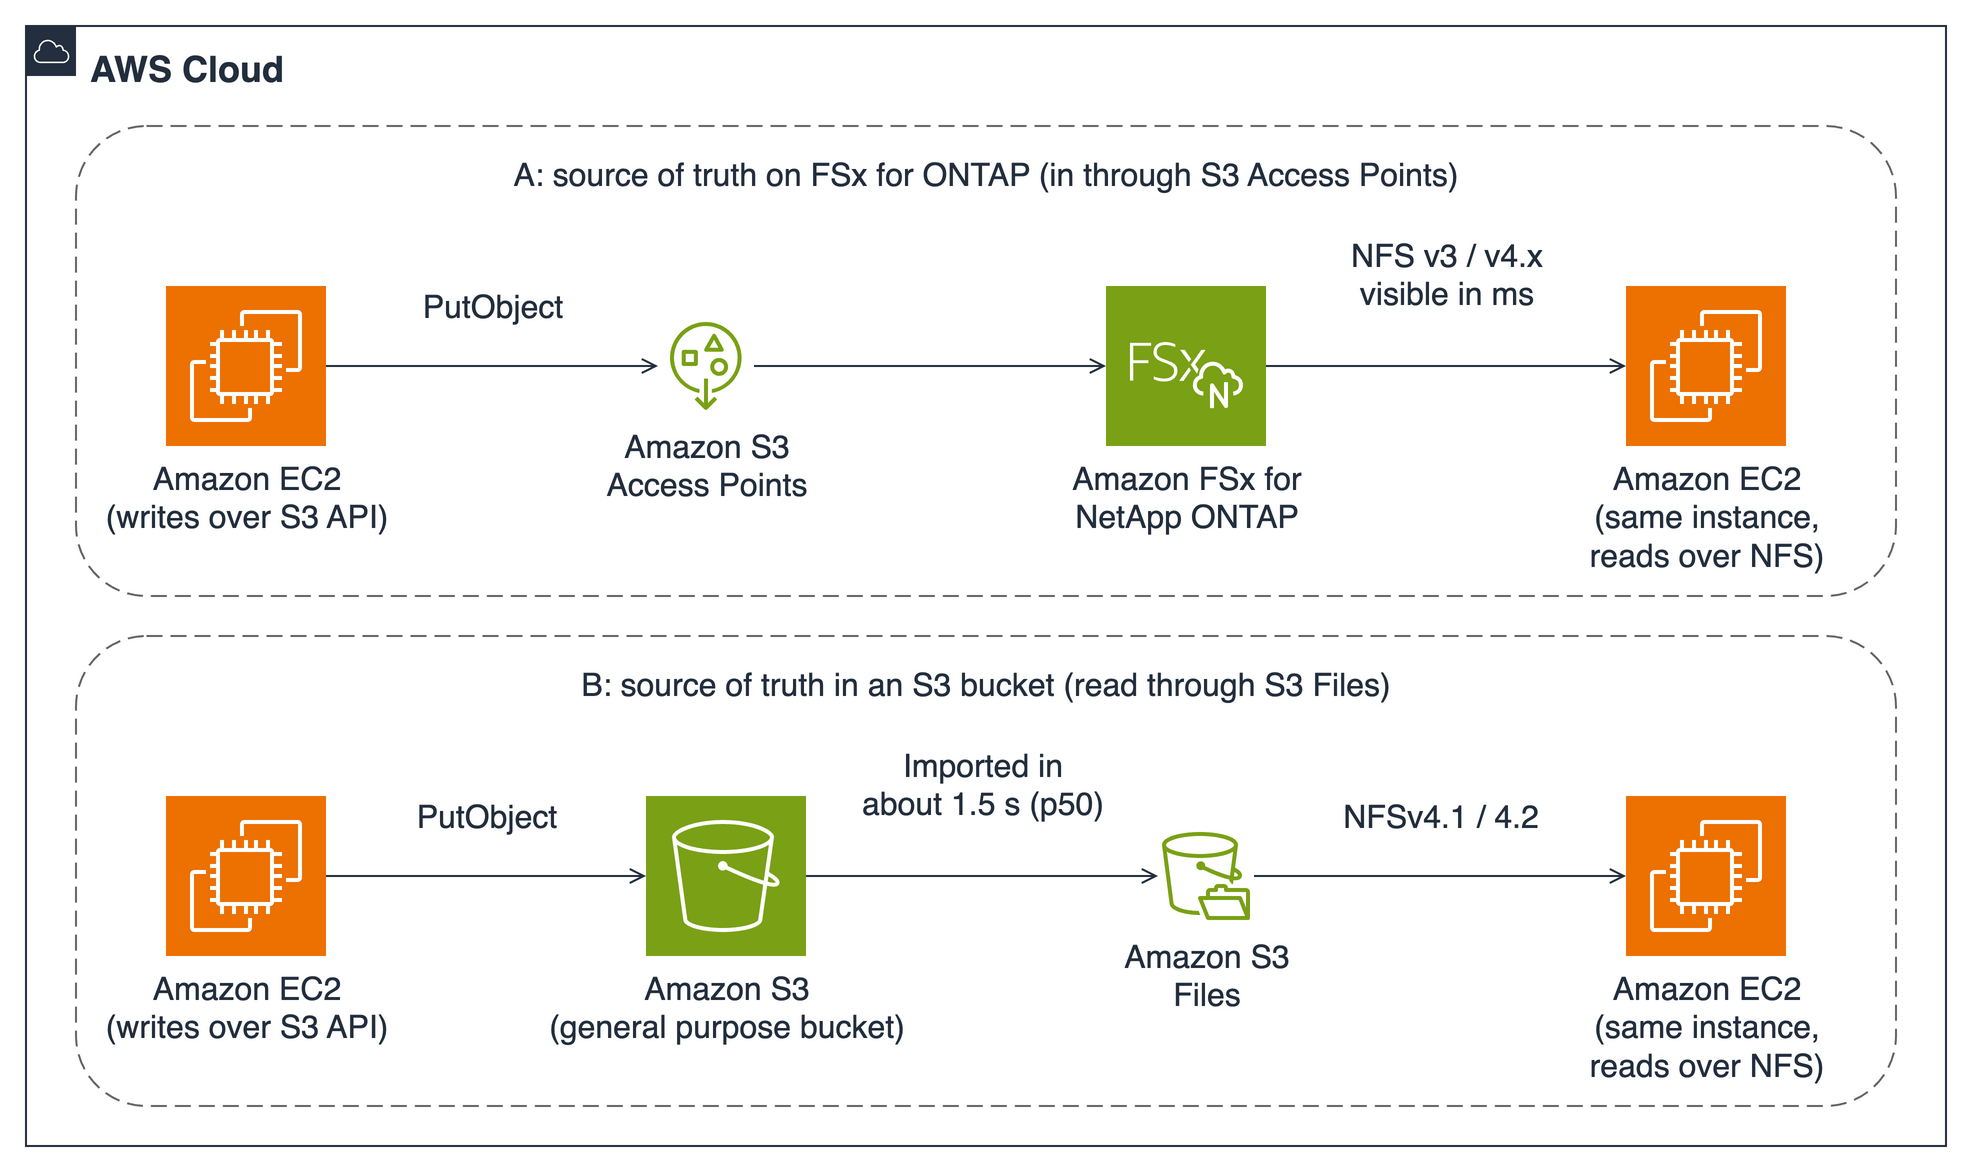 AWS Cloud
A: source of truth on FSx for ONTAP (in through S3 Access Points)
NFS v3 / v4.x
visible in ms
PutObject
FSx
N
Amazon S3
Access Points
Amazon EC2
(writes over S3 API)
Amazon FSx for
NetApp ONTAP
Amazon EC2
(same instance,
reads over NFS)
B: source of truth in an S3 bucket (read through S3 Files)
Imported in
about 1.5 s (p50)
PutObject
NFSv4.1 / 4.2
Amazon EC2
(writes over S3 API)
Amazon S3
(general purpose bucket)
Amazon S3
Files
Amazon EC2
(same instance,
reads over NFS)